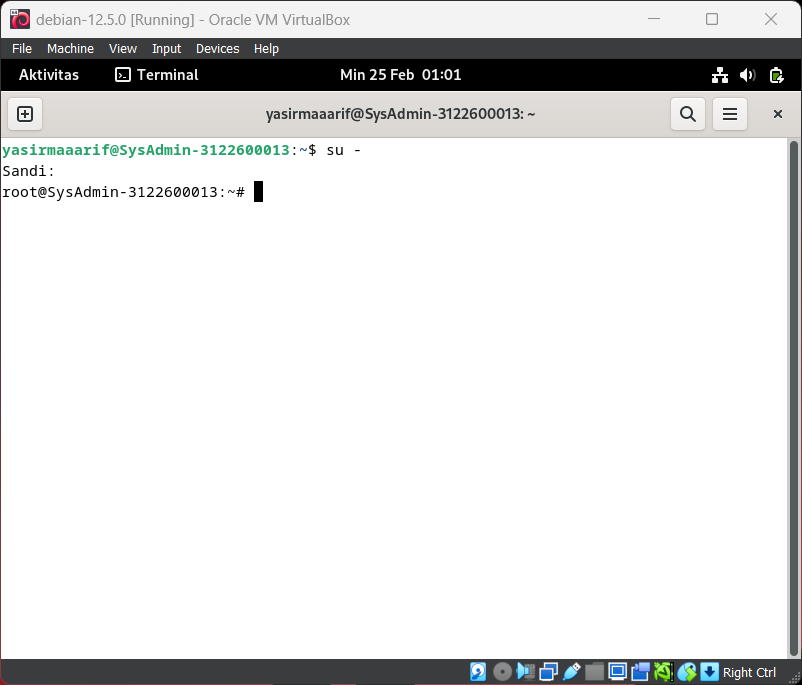 debian-12.5.0 [Running] - Oracle VM VirtualBox
File Machine View Input Devices Help
Aktivitas Terminal Min 25 Feb 01:01
yasirmaaarif@SysAdmin-3122600013: ~
yasirmaaarif@SysAdmin-3122600013:~$ su -
Sandi:
root@SysAdmin-3122600013:~#
Right Ctrl